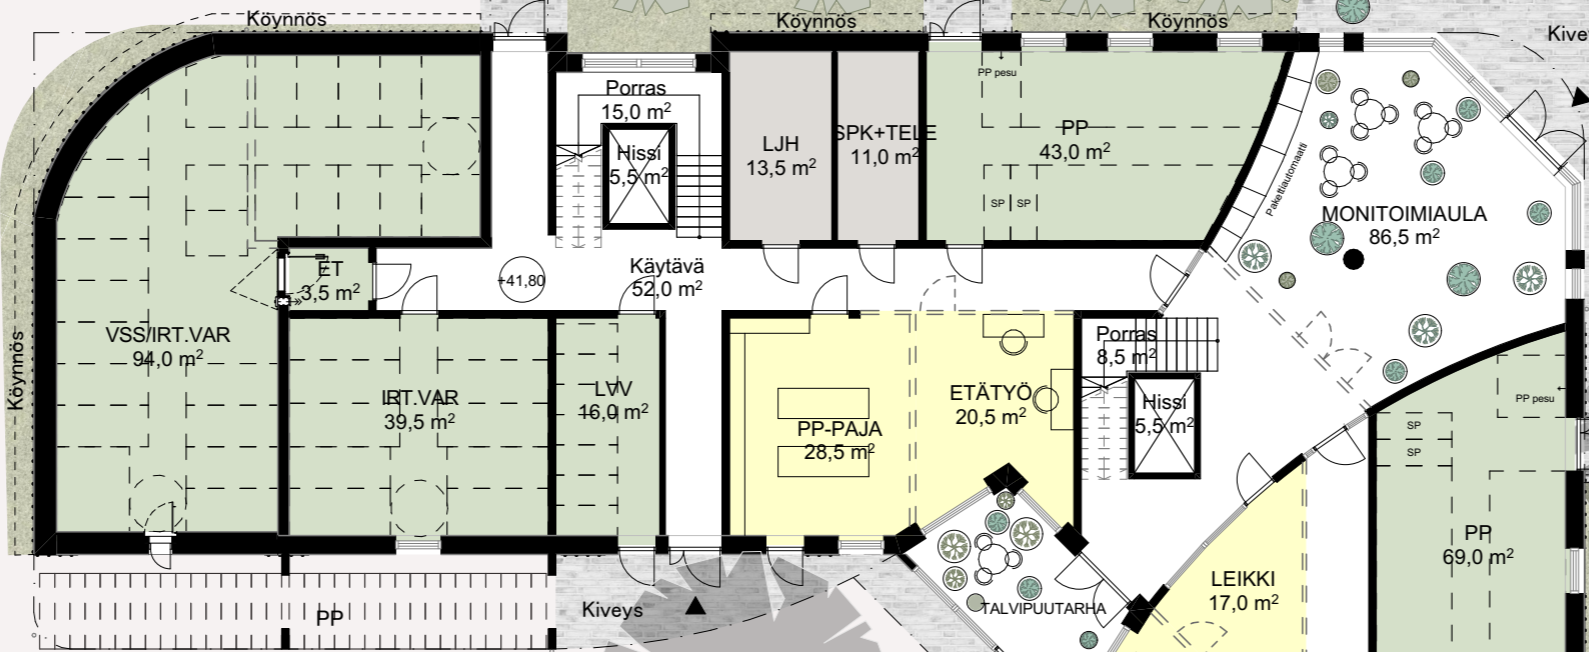 Köynnös
Köynnös
Köynnös
Kive
Porras
15,0 m²
Hissi
5,5 m²
LJH
13,5 m²
SPK+TELE
11,0 m²
PP pesu
PP
43,0 m²
SP
SP
Pakettiautomaatti
MONITOIMIAULA
86,5 m²
ET
3,5 m²
+41,80
Käytävä
52,0 m²
VSS/IRT.VAR
94,0 m²
Köynnös
IRT.VAR
39,5 m²
LVV
16,0 m²
PP-PAJA
28,5 m²
ETÄTYÖ
20,5 m²
Porras
8,5 m²
Hissi
5,5 m²
PP pesu
SP
SP
PP
69,0 m²
LEIKKI
17,0 m²
TALVIPUUTARHA
Kiveys
PP